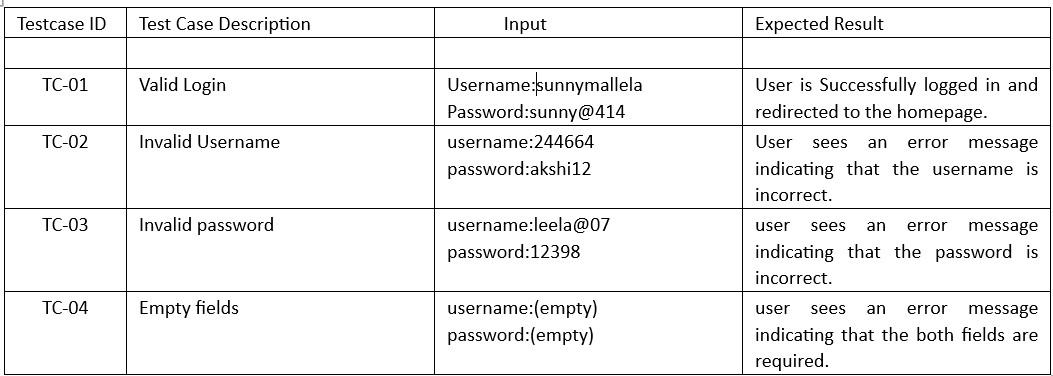 Testcase ID Test Case Description Input Expected Result
TC-01 Valid Login Username:sunnymallela User is Successfully logged in and
Password:sunny@414 redirected to the homepage.
TC-02 Invalid Username username:244664 User sees an error message
password:akshi12 indicating that the username is
incorrect.
TC-03 Invalid password username:leela@07 user sees an error message
password:12398 indicating that the password is
incorrect.
TC-04 Empty fields username:(empty) user sees an error message
password:(empty) indicating that the both fields are
required.